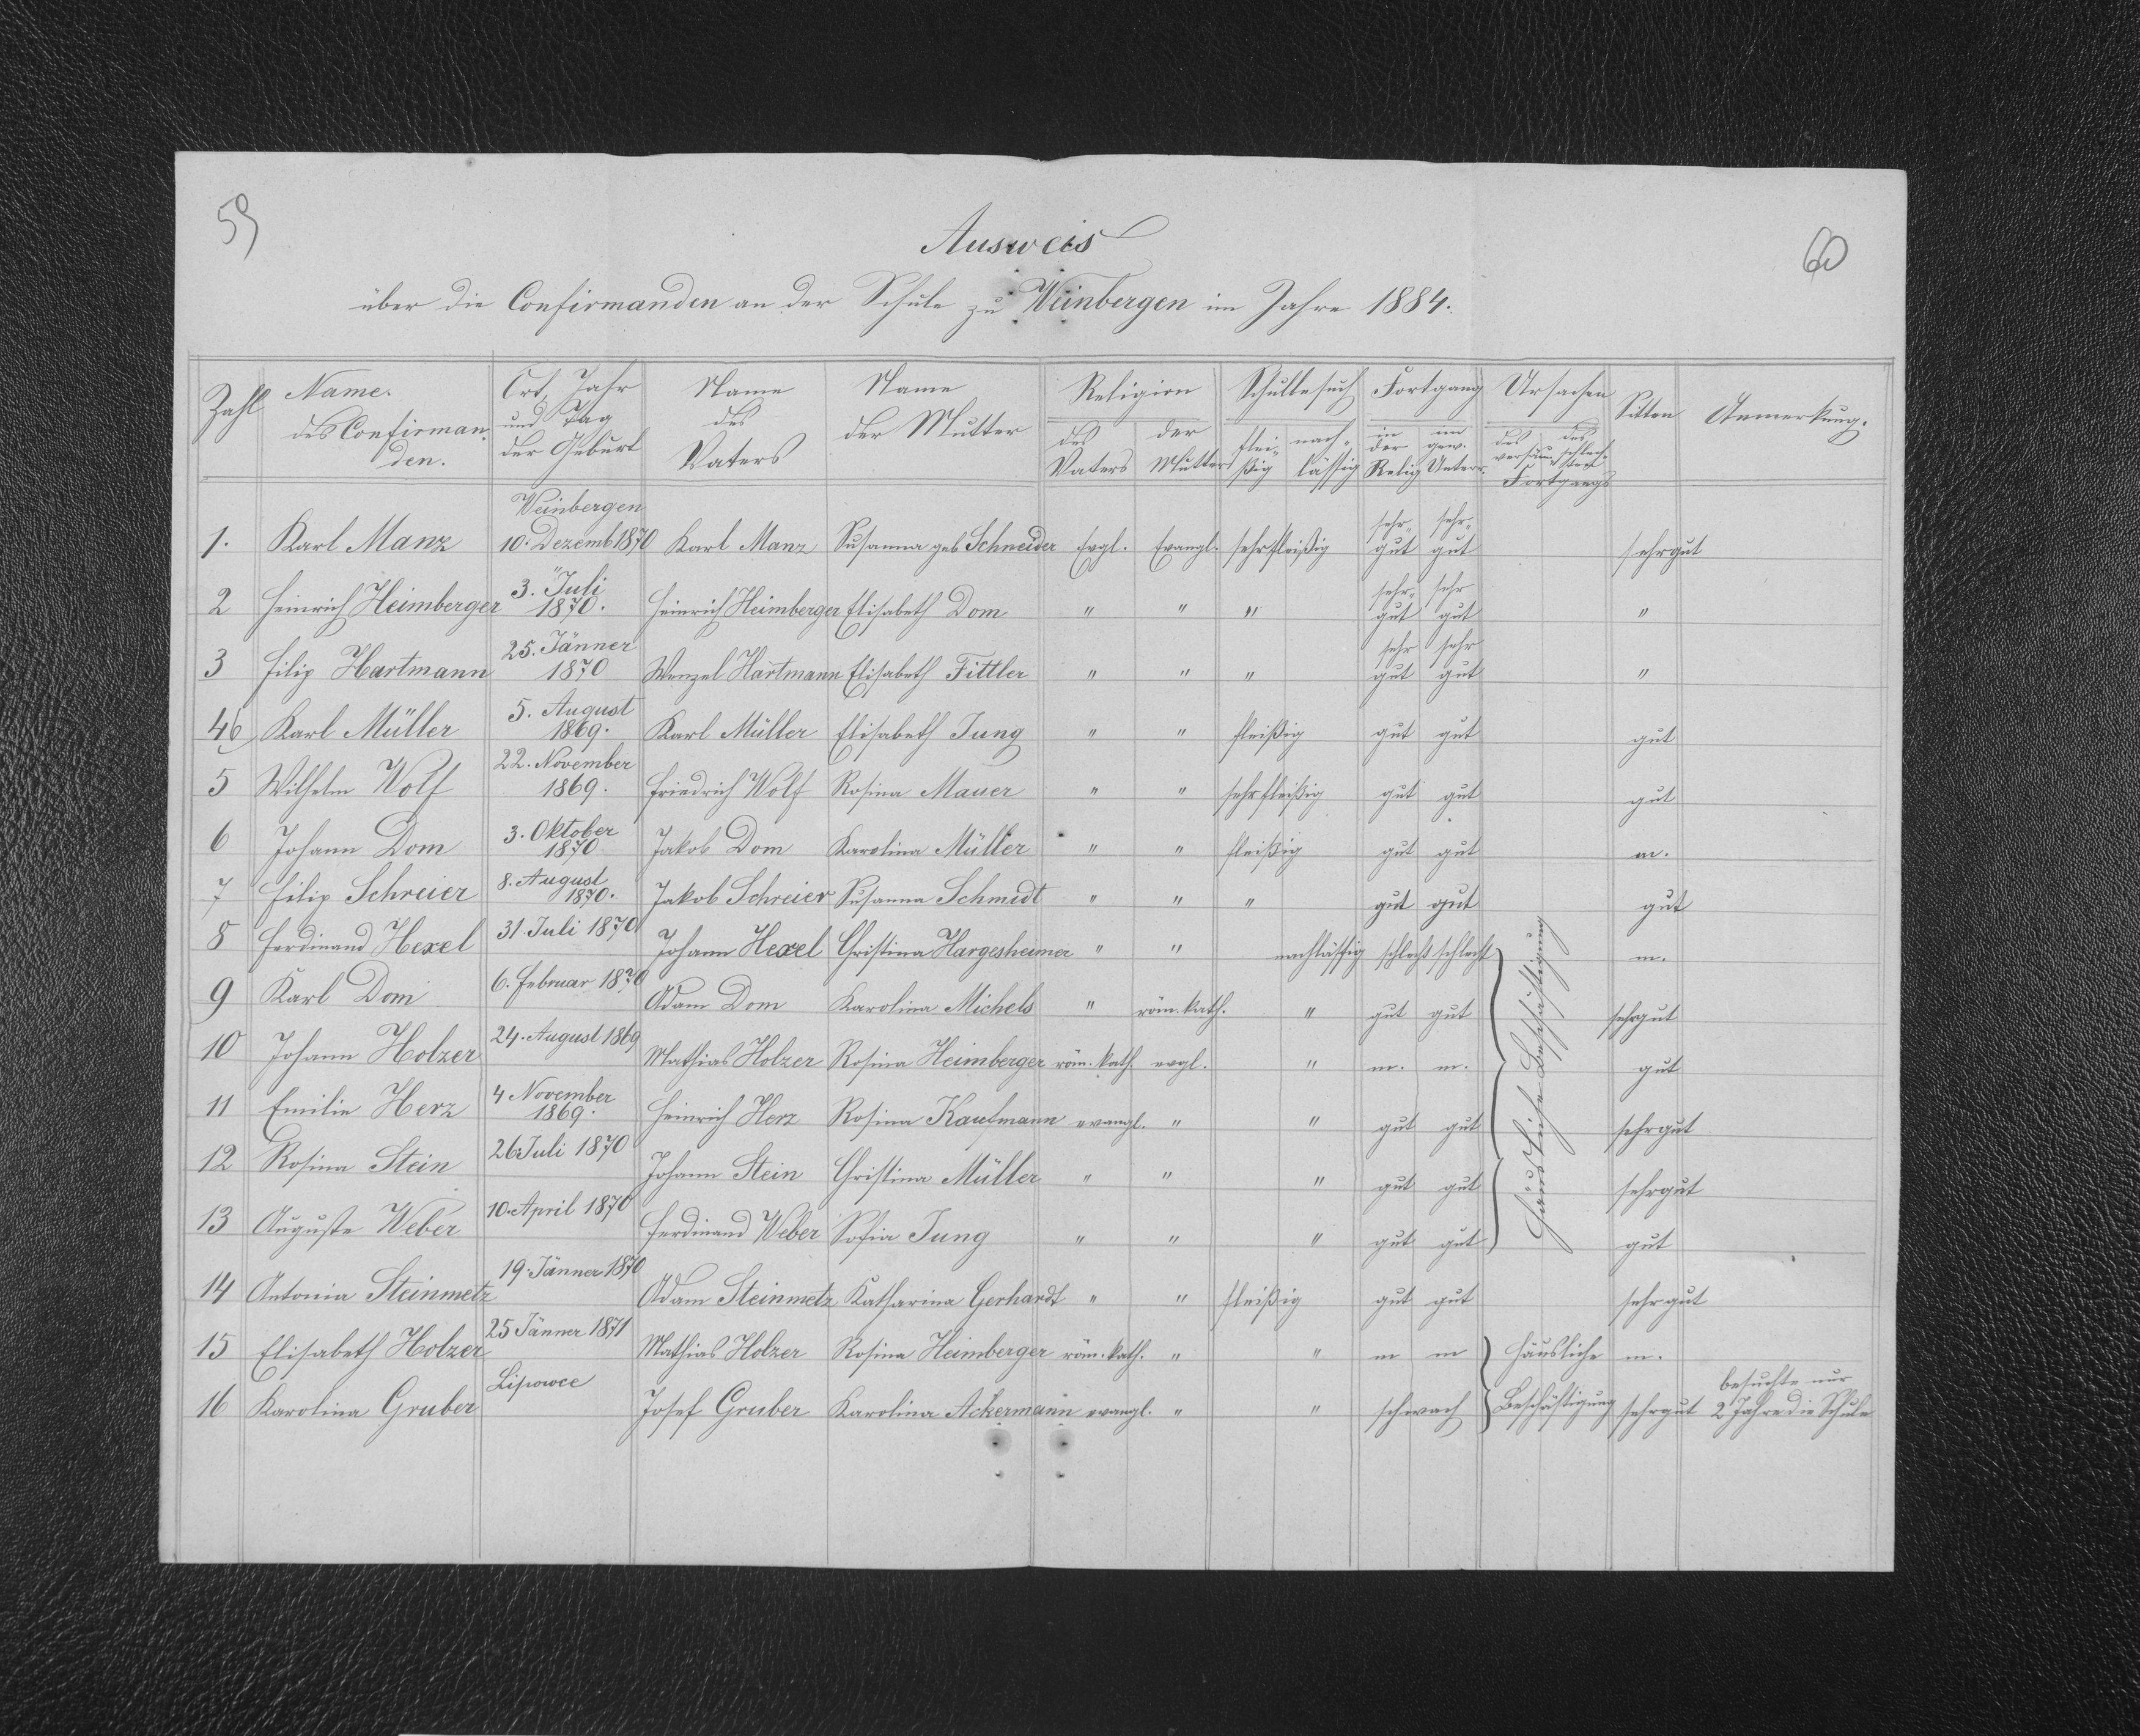 59
60
Ausweis
über die Confirmanden an der Schule zu Weinbergen im Jahre 1884.
Zahl Name des Confirmanden. Ort, Jahr und Tag der Geburt Name des Vaters Name der Mutter Religion des Vaters der Mutter Schulbesuch fleißig nachlässig Fortgang in der Relig im gew. Unterr. Ursachen des versäum des schlechten Fortgangs Sitten Anmerkung.
1. Karl Manz Weinbergen 10. Dezemb 1870 Karl Manz Susanna geb Schneider Evgl. Evangl. sehr fleißig sehr gut sehr gut sehr gut
2 Heinrich Heimberger 3. " Juli 1870. Heinrich Heimberger Elisabeth Dom " " " sehr gut sehr gut "
3 Filip Hartmann 25. Jänner 1870 Wenzel Hartmann Elisabeth Fittler " " " sehr gut sehr gut "
4 Karl Müller 5. August 1869. Karl Müller Elisabeth Jung " " fleißig gut gut gut
5 Wilhelm Wolf 22. November 1869. Friedrich Wolf Rosina Mauer " " sehr fleißig gut gut gut
6 Johann Dom 3. Oktober 1870 Jakob Dom Karolina Müller " " fleißig gut gut m.
7 Filip Schreier 8. August 1870. Jakob Schreier Susanna Schmidt " " " gut gut gut
8 Ferdinand Hexel 31. Juli 1870 Johann Hexel Christina Hargesheimer " " nachlässig schlecht schlecht m.
9 Karl Dom 6. Februar 1870 Adam Dom Karolina Michels " röm. kath. " gut gut sehr gut
10 Johann Holzer 24. August 1869 Mathias Holzer Rosina Heimberger röm. kath. evgl. " m. m. gut
11 Emilie Herz 4 November 1869. Heinrich Herz Rosina Kaufmann evangl. " " gut gut sehr gut
12 Rosina Stein 26 Juli 1870 Johann Stein Christina Müller " " " gut gut sehr gut
13 Auguste Weber 10. April 1870 Ferdinand Weber Sofia Jung " " " gut gut gut
Häusliche Beschäftigung
14 Antonia Steinmetz 19. Jänner 1870 Adam Steinmetz Katharina Gerhardt " " fleißig gut gut sehr gut
15 Elisabeth Holzer 25 Jänner 1871 Mathias Holzer Rosina Heimberger röm. kath. " " m m Häusliche m.
16 Karolina Gruber Lipowce Josef Gruber Karolina Ackermann evangl. " " schwach Beschäftigung sehr gut besuchte nur 2 Jahre die Schule